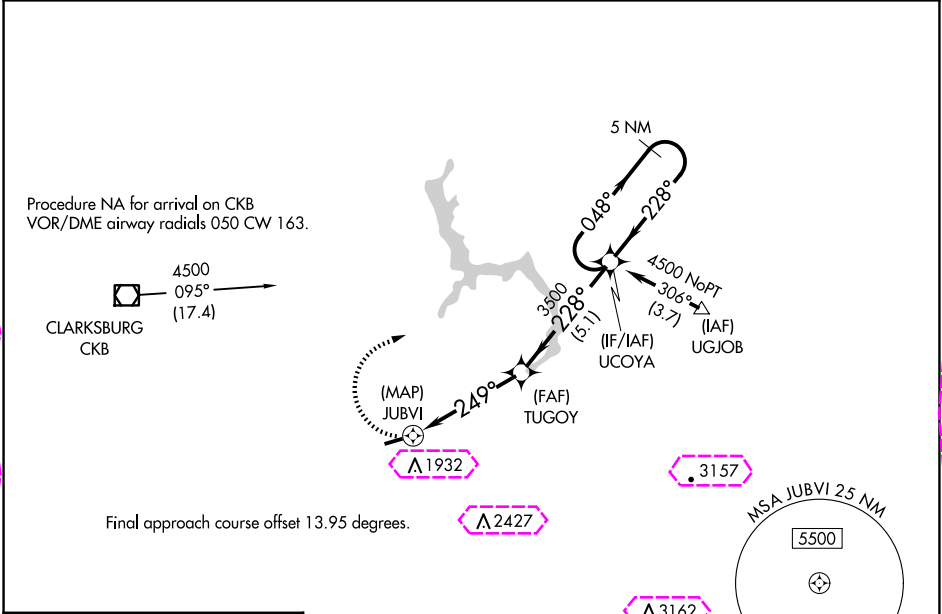 5 NM
Procedure NA for arrival on CKB
VOR/DME airway radials 050 CW 163.
048°
228°
4500
095°
(17.4)
CLARKSBURG
CKB
4500 NoPT
306°
(3.7)
(IAF)
UGJOB
3500
228°
(5.1)
(IF/IAF)
UCOYA
(MAP)
JUBVI
249°
(FAF)
TUGOY
1932
3157
2427
Final approach course offset 13.95 degrees.
MSA JUBVI 25 NM
5500
3162